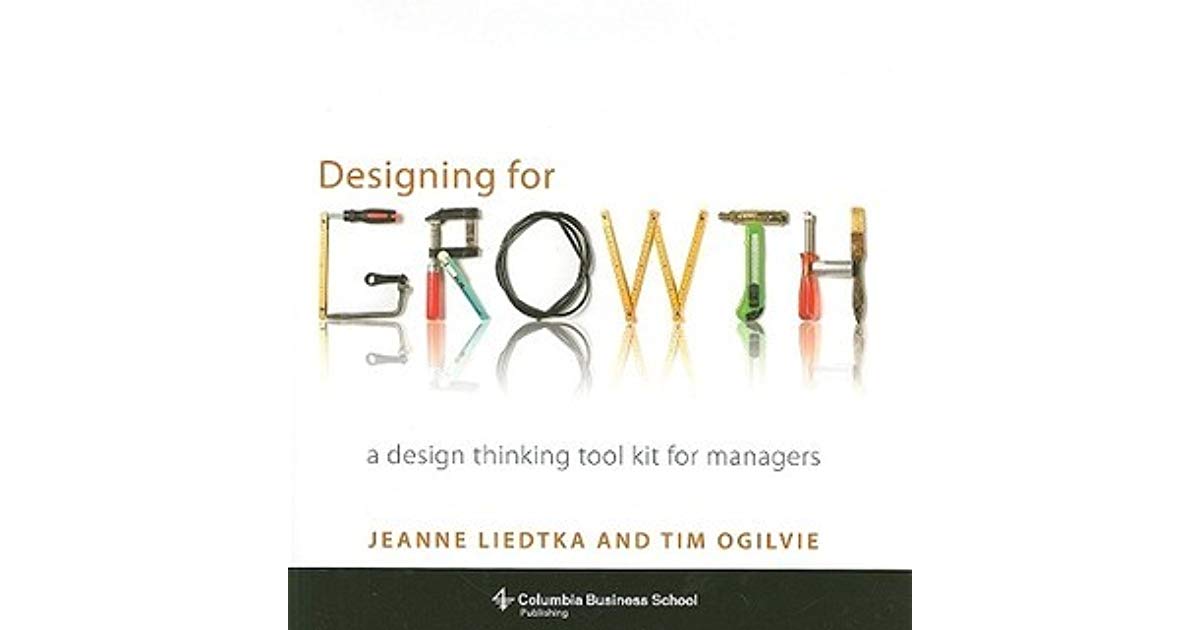 Designing for
GROWTH
a design thinking tool kit for managers
JEANNE LIEDTKA AND TIM OGILVIE
Columbia Business School
Publishing